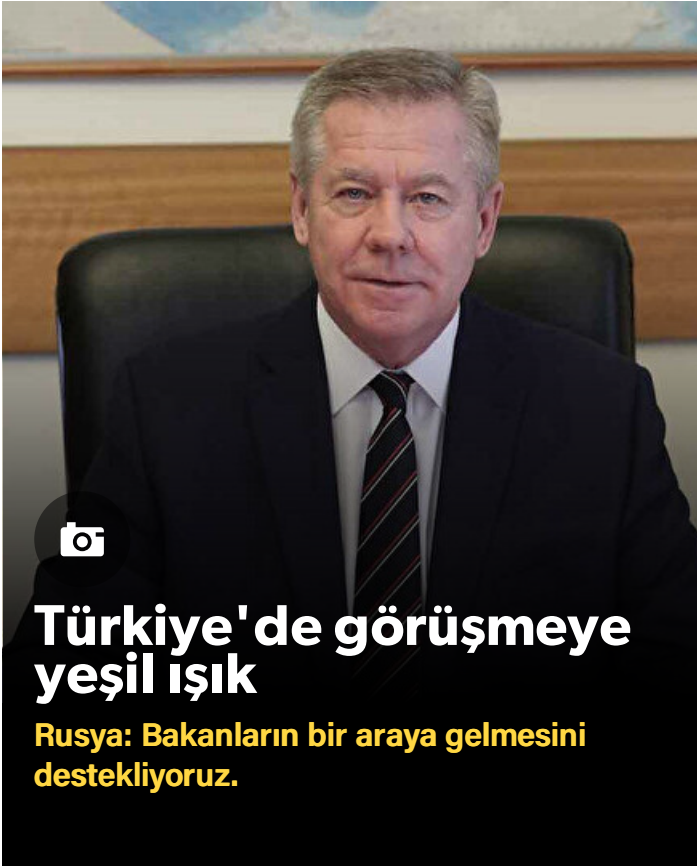 Türkiye'de görüşmeye
yeşil ışık
Rusya: Bakanların bir araya gelmesini
destekliyoruz.